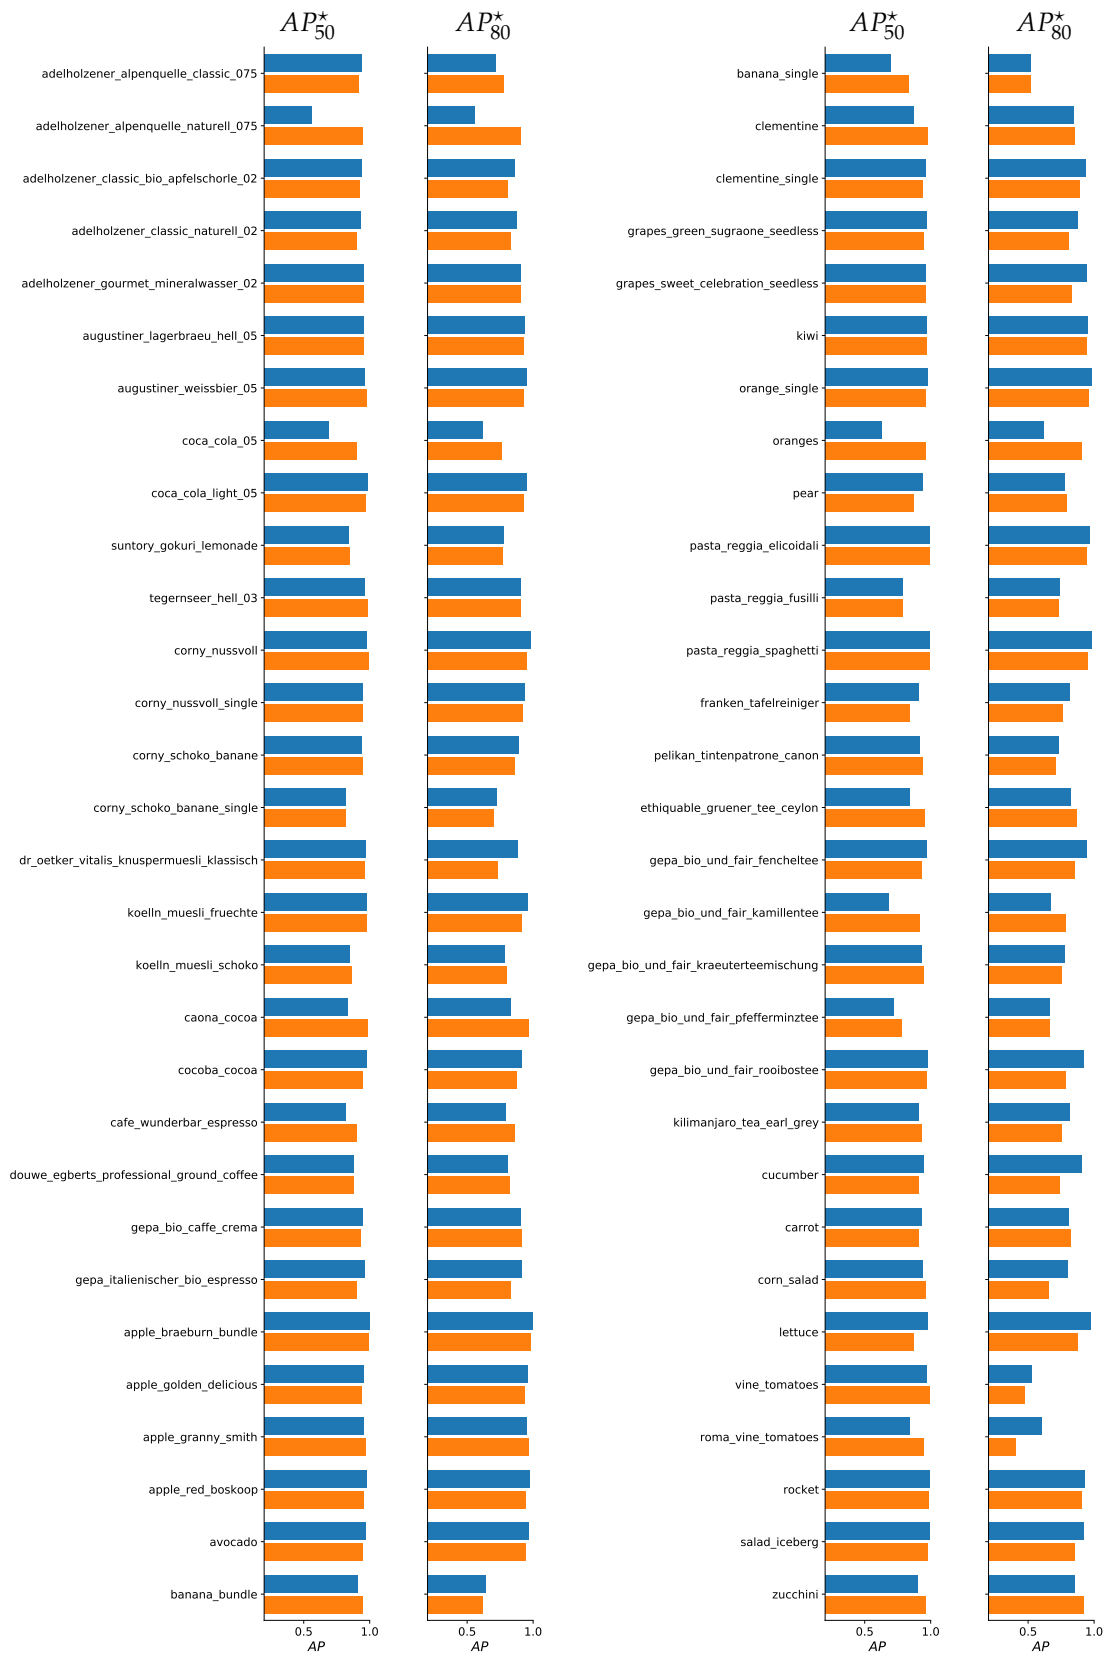 AP★50 AP★80 AP★50 AP★80
adelholzener_alpenquelle_classic_075
adelholzener_alpenquelle_naturell_075
adelholzener_classic_bio_apfelschorle_02
adelholzener_classic_naturell_02
adelholzener_gourmet_mineralwasser_02
augustiner_lagerbraeu_hell_05
augustiner_weissbier_05
coca_cola_05
coca_cola_light_05
suntory_gokuri_lemonade
tegernseer_hell_03
corny_nussvoll
corny_nussvoll_single
corny_schoko_banane
corny_schoko_banane_single
dr_oetker_vitalis_knuspermuesli_klassisch
koelln_muesli_fruechte
koelln_muesli_schoko
caona_cocoa
cocoba_cocoa
cafe_wunderbar_espresso
douwe_egberts_professional_ground_coffee
gepa_bio_caffe_crema
gepa_italienischer_bio_espresso
apple_braeburn_bundle
apple_golden_delicious
apple_granny_smith
apple_red_boskoop
avocado
banana_bundle
0.5 1.0 0.5 1.0
AP AP
banana_single
clementine
clementine_single
grapes_green_sugraone_seedless
grapes_sweet_celebration_seedless
kiwi
orange_single
oranges
pear
pasta_reggia_elicoidali
pasta_reggia_fusilli
pasta_reggia_spaghetti
franken_tafelreiniger
pelikan_tintenpatrone_canon
ethiquable_gruener_tee_ceylon
gepa_bio_und_fair_fencheltee
gepa_bio_und_fair_kamillentee
gepa_bio_und_fair_kraeuterteemischung
gepa_bio_und_fair_pfefferminztee
gepa_bio_und_fair_rooibostee
kilimanjaro_tea_earl_grey
cucumber
carrot
corn_salad
lettuce
vine_tomatoes
roma_vine_tomatoes
rocket
salad_iceberg
zucchini
0.5 1.0 0.5 1.0
AP AP